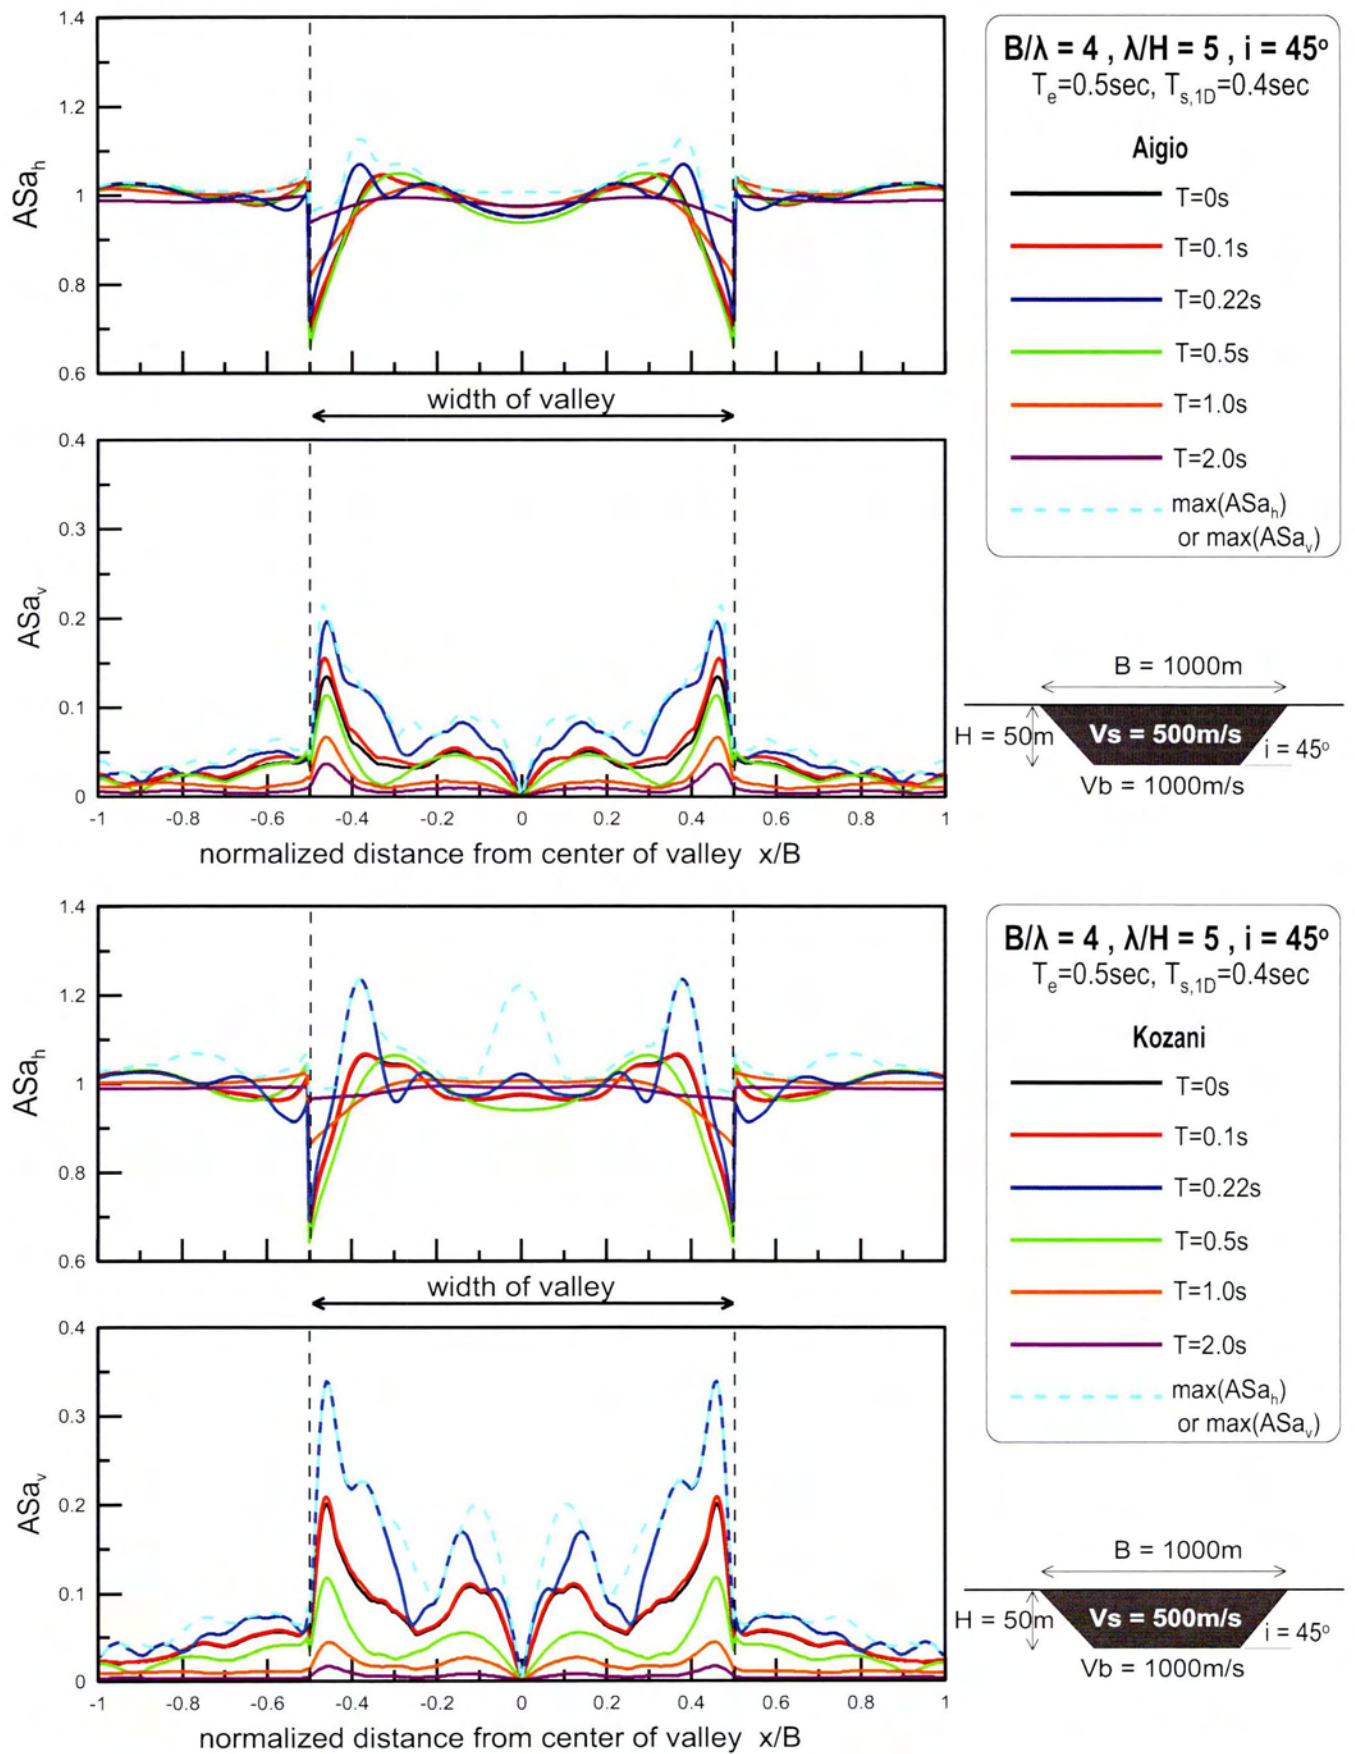 1.4
1.2
1
0.8
0.6
ASa_h
width of valley
0.4
0.3
0.2
0.1
0
ASa_v
-1 -0.8 -0.6 -0.4 -0.2 0 0.2 0.4 0.6 0.8 1
normalized distance from center of valley x/B
B/λ = 4 , λ/H = 5 , i = 45°
T_e=0.5sec, T_s,1D=0.4sec
Aigio
T=0s
T=0.1s
T=0.22s
T=0.5s
T=1.0s
T=2.0s
max(ASa_h)
or max(ASa_v)
B = 1000m
H = 50m
Vs = 500m/s
i = 45°
Vb = 1000m/s
1.4
1.2
1
0.8
0.6
ASa_h
width of valley
0.4
0.3
0.2
0.1
0
ASa_v
-1 -0.8 -0.6 -0.4 -0.2 0 0.2 0.4 0.6 0.8 1
normalized distance from center of valley x/B
B/λ = 4 , λ/H = 5 , i = 45°
T_e=0.5sec, T_s,1D=0.4sec
Kozani
T=0s
T=0.1s
T=0.22s
T=0.5s
T=1.0s
T=2.0s
max(ASa_h)
or max(ASa_v)
B = 1000m
H = 50m
Vs = 500m/s
i = 45°
Vb = 1000m/s